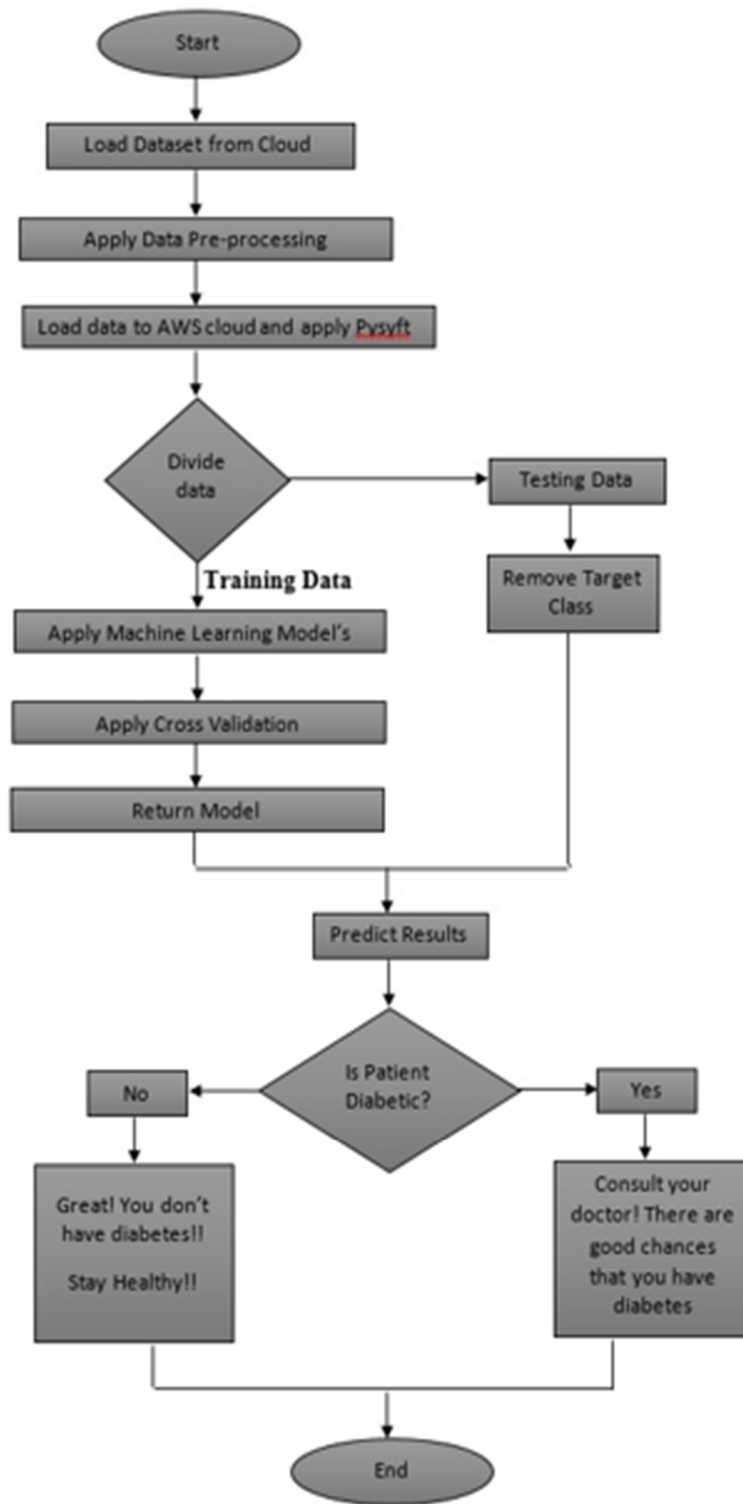 Start
Load Dataset from Cloud
Apply Data Pre-processing
Load data to AWS cloud and apply Pysyft
Divide
data
Testing Data
Remove Target
Class
Training Data
Apply Machine Learning Model's
Apply Cross Validation
Return Model
Predict Results
Is Patient
Diabetic?
No
Yes
Great! You don't
have diabetes!!
Stay Healthy!!
Consult your
doctor! There are
good chances
that you have
diabetes
End